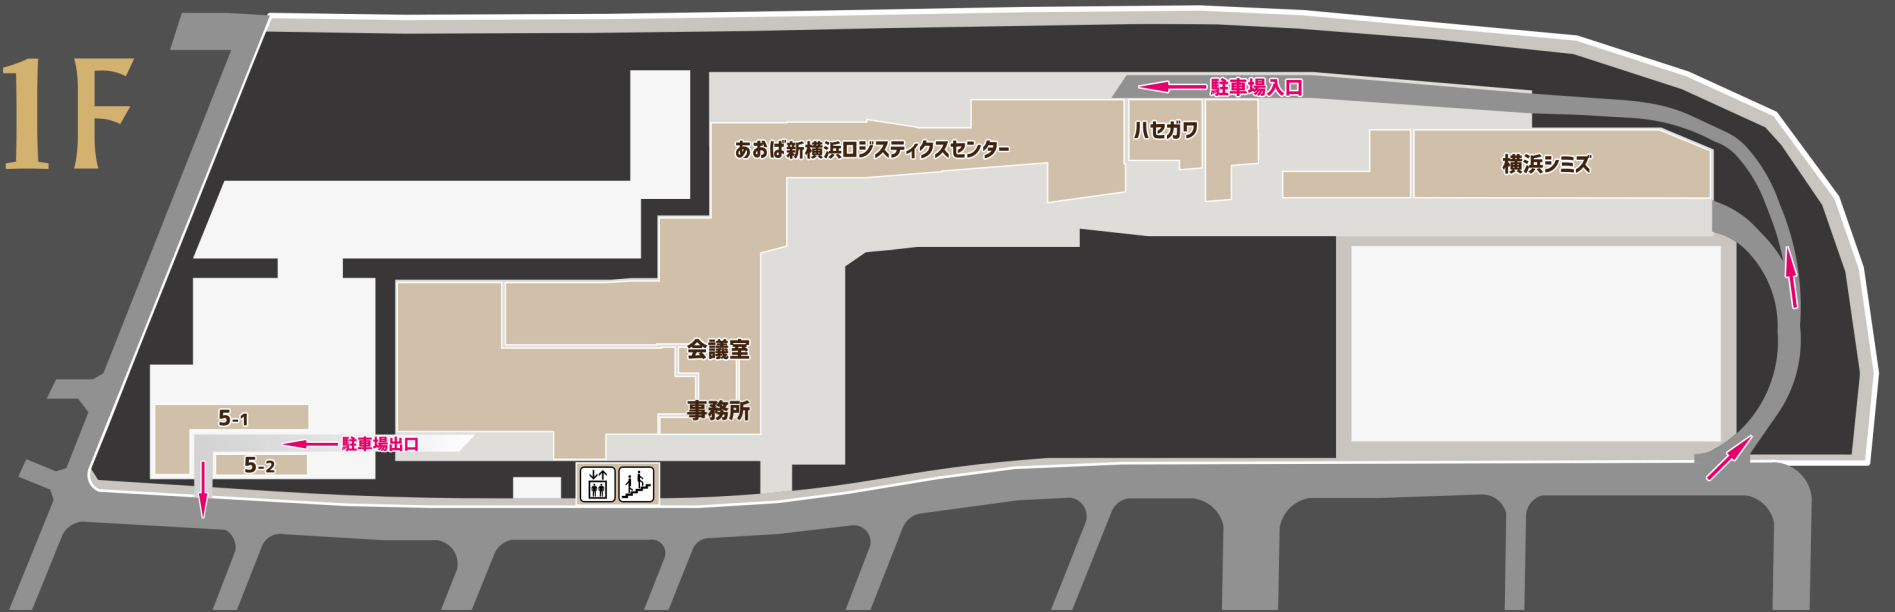 1F
駐車場入口
ハセガワ
あおば新横浜ロジスティクスセンター
横浜シミズ
会議室
事務所
5-1
駐車場出口
5-2